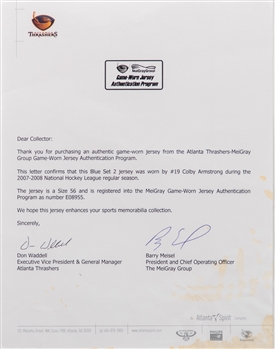 THRASHERS
MeiGrayGroup
Game-Worn Jersey
Authentication Program
Dear Collector:
Thank you for purchasing an authentic game-worn jersey from the Atlanta Thrashers-MeiGray
Group Game-Worn Jersey Authentication Program.
This letter confirms that this Blue Set 2 jersey was worn by #19 Colby Armstrong during the
2007-2008 National Hockey League regular season.
The jersey is a Size 56 and is registered into the MeiGray Game-Worn Jersey Authentication
Program as number E08955.
We hope this jersey enhances your sports memorabilia collection.
Sincerely,
Don Waddell
Barry Meisel
Executive Vice President & General Manager
President and Chief Operating Officer
Atlanta Thrashers
The MeiGray Group
Atlanta Spirit